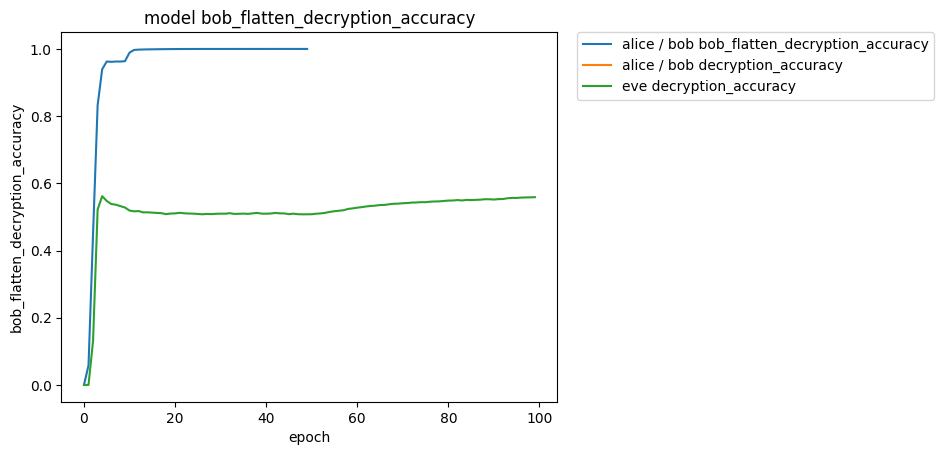 model bob_flatten_decryption_accuracy
alice / bob bob_flatten_decryption_accuracy
alice / bob decryption_accuracy
eve decryption_accuracy
bob_flatten_decryption_accuracy
1.0
0.8
0.6
0.4
0.2
0.0
0 20 40 60 80 100
epoch